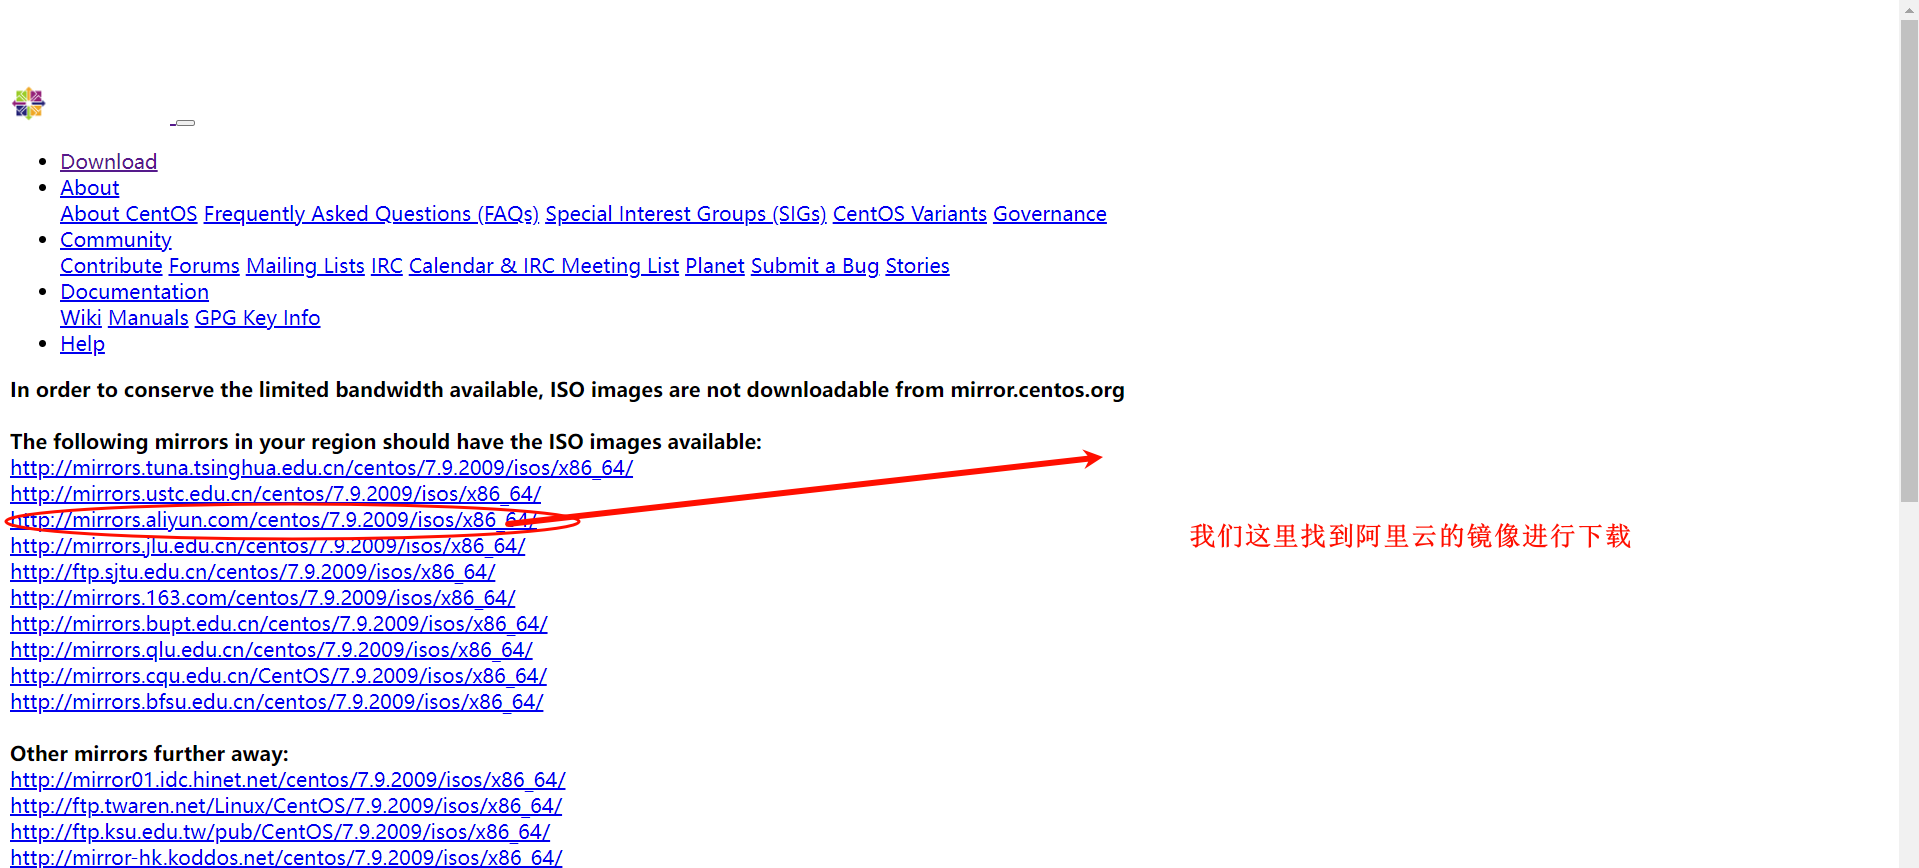 Download
About
About CentOS Frequently Asked Questions (FAQs) Special Interest Groups (SIGs) CentOS Variants Governance
Community
Contribute Forums Mailing Lists IRC Calendar & IRC Meeting List Planet Submit a Bug Stories
Documentation
Wiki Manuals GPG Key Info
Help
In order to conserve the limited bandwidth available, ISO images are not downloadable from mirror.centos.org
The following mirrors in your region should have the ISO images available:
http://mirrors.tuna.tsinghua.edu.cn/centos/7.9.2009/isos/x86_64/
http://mirrors.ustc.edu.cn/centos/7.9.2009/isos/x86_64/
http://mirrors.aliyun.com/centos/7.9.2009/isos/x86_64/
我们这里找到阿里云的镜像进行下载
http://mirrors.jlu.edu.cn/centos/7.9.2009/isos/x86_64/
http://ftp.sjtu.edu.cn/centos/7.9.2009/isos/x86_64/
http://mirrors.163.com/centos/7.9.2009/isos/x86_64/
http://mirrors.bupt.edu.cn/centos/7.9.2009/isos/x86_64/
http://mirrors.qlu.edu.cn/centos/7.9.2009/isos/x86_64/
http://mirrors.cqu.edu.cn/CentOS/7.9.2009/isos/x86_64/
http://mirrors.bfsu.edu.cn/centos/7.9.2009/isos/x86_64/
Other mirrors further away:
http://mirror01.idc.hinet.net/centos/7.9.2009/isos/x86_64/
http://ftp.twaren.net/Linux/CentOS/7.9.2009/isos/x86_64/
http://ftp.ksu.edu.tw/pub/CentOS/7.9.2009/isos/x86_64/
http://mirror-hk.koddos.net/centos/7.9.2009/isos/x86_64/